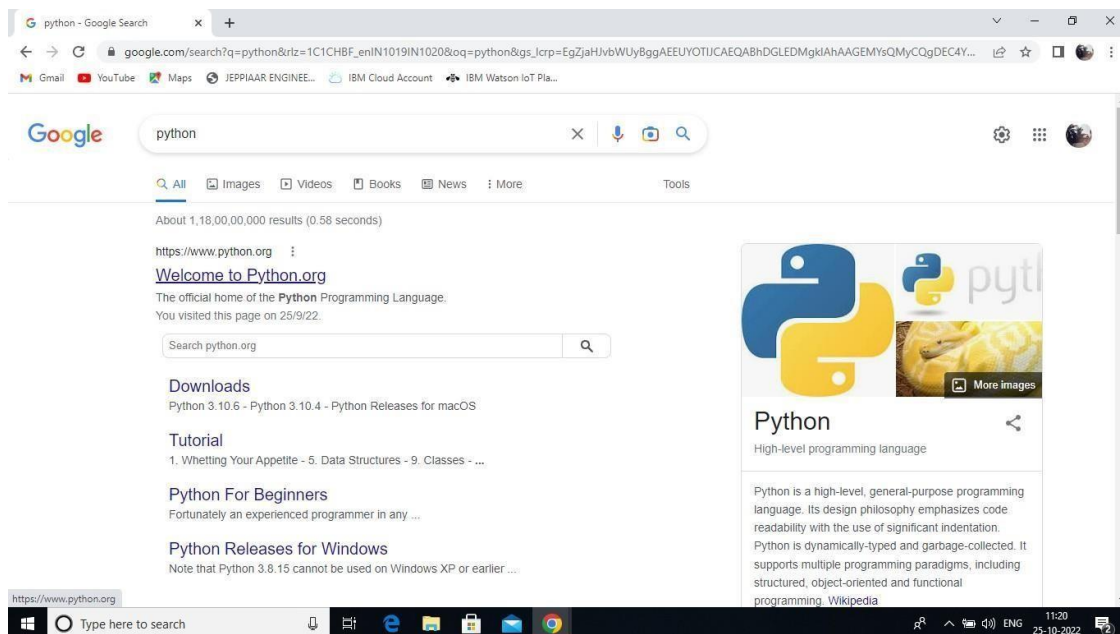 python - Google Search
google.com/search?q=python&rlz=1C1CHBF_enIN1019IN1020&oq=python&gs_lcrp=EgZjaHJvbWUyBggAEEUYOTIJCAEQABhDGLEDMgkIAhAAGEMYsQMyCQgDEC4Y...
Gmail YouTube Maps JEPPIAAR ENGINEE... IBM Cloud Account IBM Watson IoT Pla...
Google
python
All Images Videos Books News More Tools
About 1,18,00,00,000 results (0.58 seconds)
https://www.python.org
Welcome to Python.org
The official home of the Python Programming Language.
You visited this page on 25/9/22.
Search python.org
Downloads
Python 3.10.6 - Python 3.10.4 - Python Releases for macOS
Tutorial
1. Whetting Your Appetite - 5. Data Structures - 9. Classes - ...
Python For Beginners
Fortunately an experienced programmer in any ...
Python Releases for Windows
Note that Python 3.8.15 cannot be used on Windows XP or earlier ...
pyth
More images
Python
High-level programming language
Python is a high-level, general-purpose programming
language. Its design philosophy emphasizes code
readability with the use of significant indentation.
Python is dynamically-typed and garbage-collected. It
supports multiple programming paradigms, including
structured, object-oriented and functional
programming. Wikipedia
https://www.python.org
Type here to search
ENG
11:20
25-10-2022